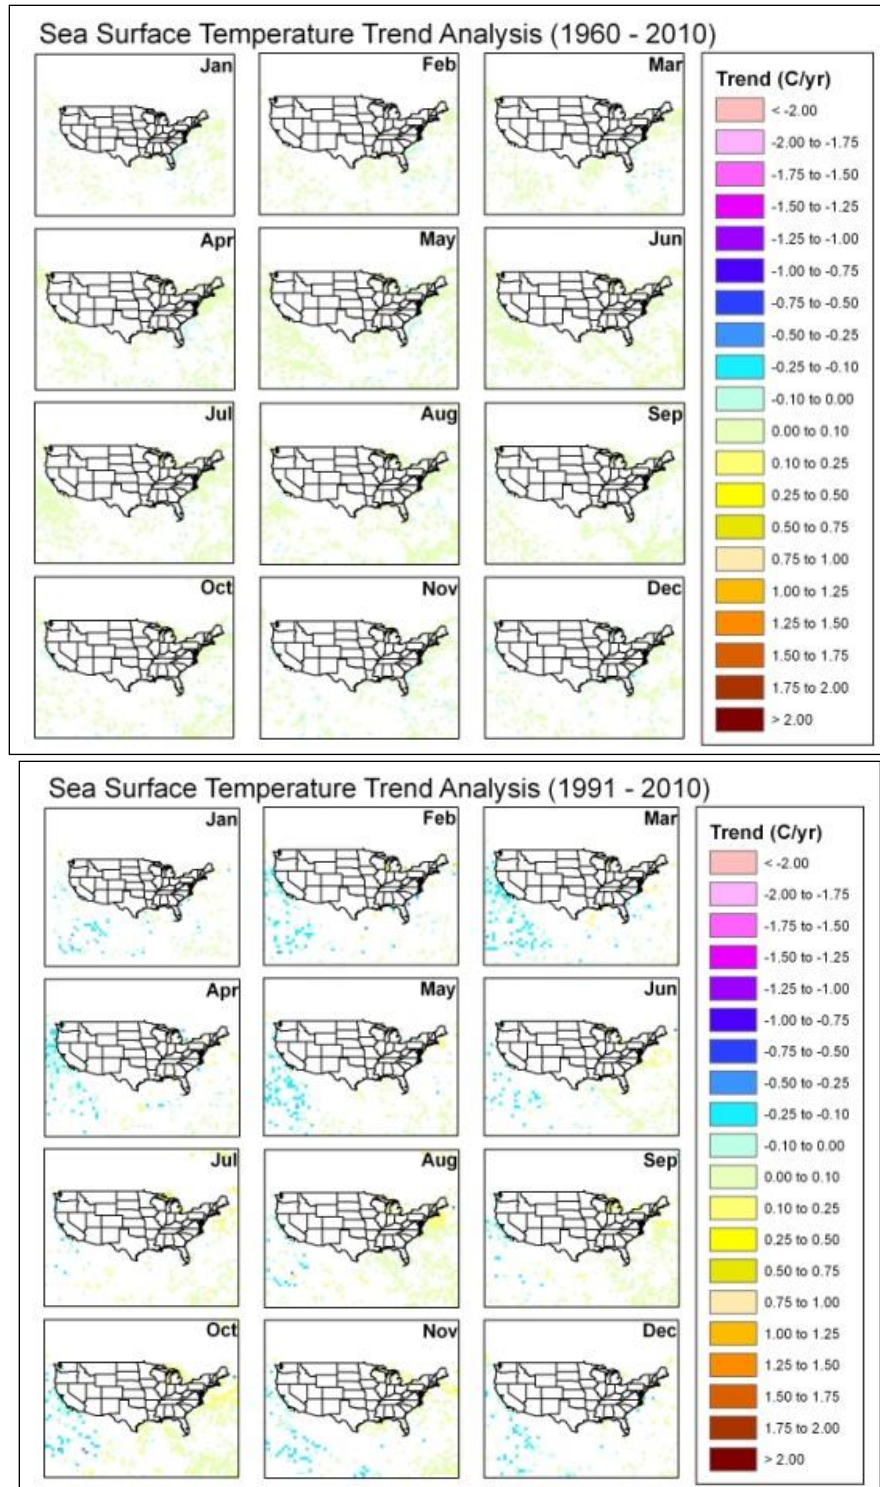 Sea Surface Temperature Trend Analysis (1960 - 2010)
Jan
Feb
Mar
Apr
May
Jun
Jul
Aug
Sep
Oct
Nov
Dec
Trend (C/yr)
< -2.00
-2.00 to -1.75
-1.75 to -1.50
-1.50 to -1.25
-1.25 to -1.00
-1.00 to -0.75
-0.75 to -0.50
-0.50 to -0.25
-0.25 to -0.10
-0.10 to 0.00
0.00 to 0.10
0.10 to 0.25
0.25 to 0.50
0.50 to 0.75
0.75 to 1.00
1.00 to 1.25
1.25 to 1.50
1.50 to 1.75
1.75 to 2.00
> 2.00
Sea Surface Temperature Trend Analysis (1991 - 2010)
Jan
Feb
Mar
Apr
May
Jun
Jul
Aug
Sep
Oct
Nov
Dec
Trend (C/yr)
< -2.00
-2.00 to -1.75
-1.75 to -1.50
-1.50 to -1.25
-1.25 to -1.00
-1.00 to -0.75
-0.75 to -0.50
-0.50 to -0.25
-0.25 to -0.10
-0.10 to 0.00
0.00 to 0.10
0.10 to 0.25
0.25 to 0.50
0.50 to 0.75
0.75 to 1.00
1.00 to 1.25
1.25 to 1.50
1.50 to 1.75
1.75 to 2.00
> 2.00